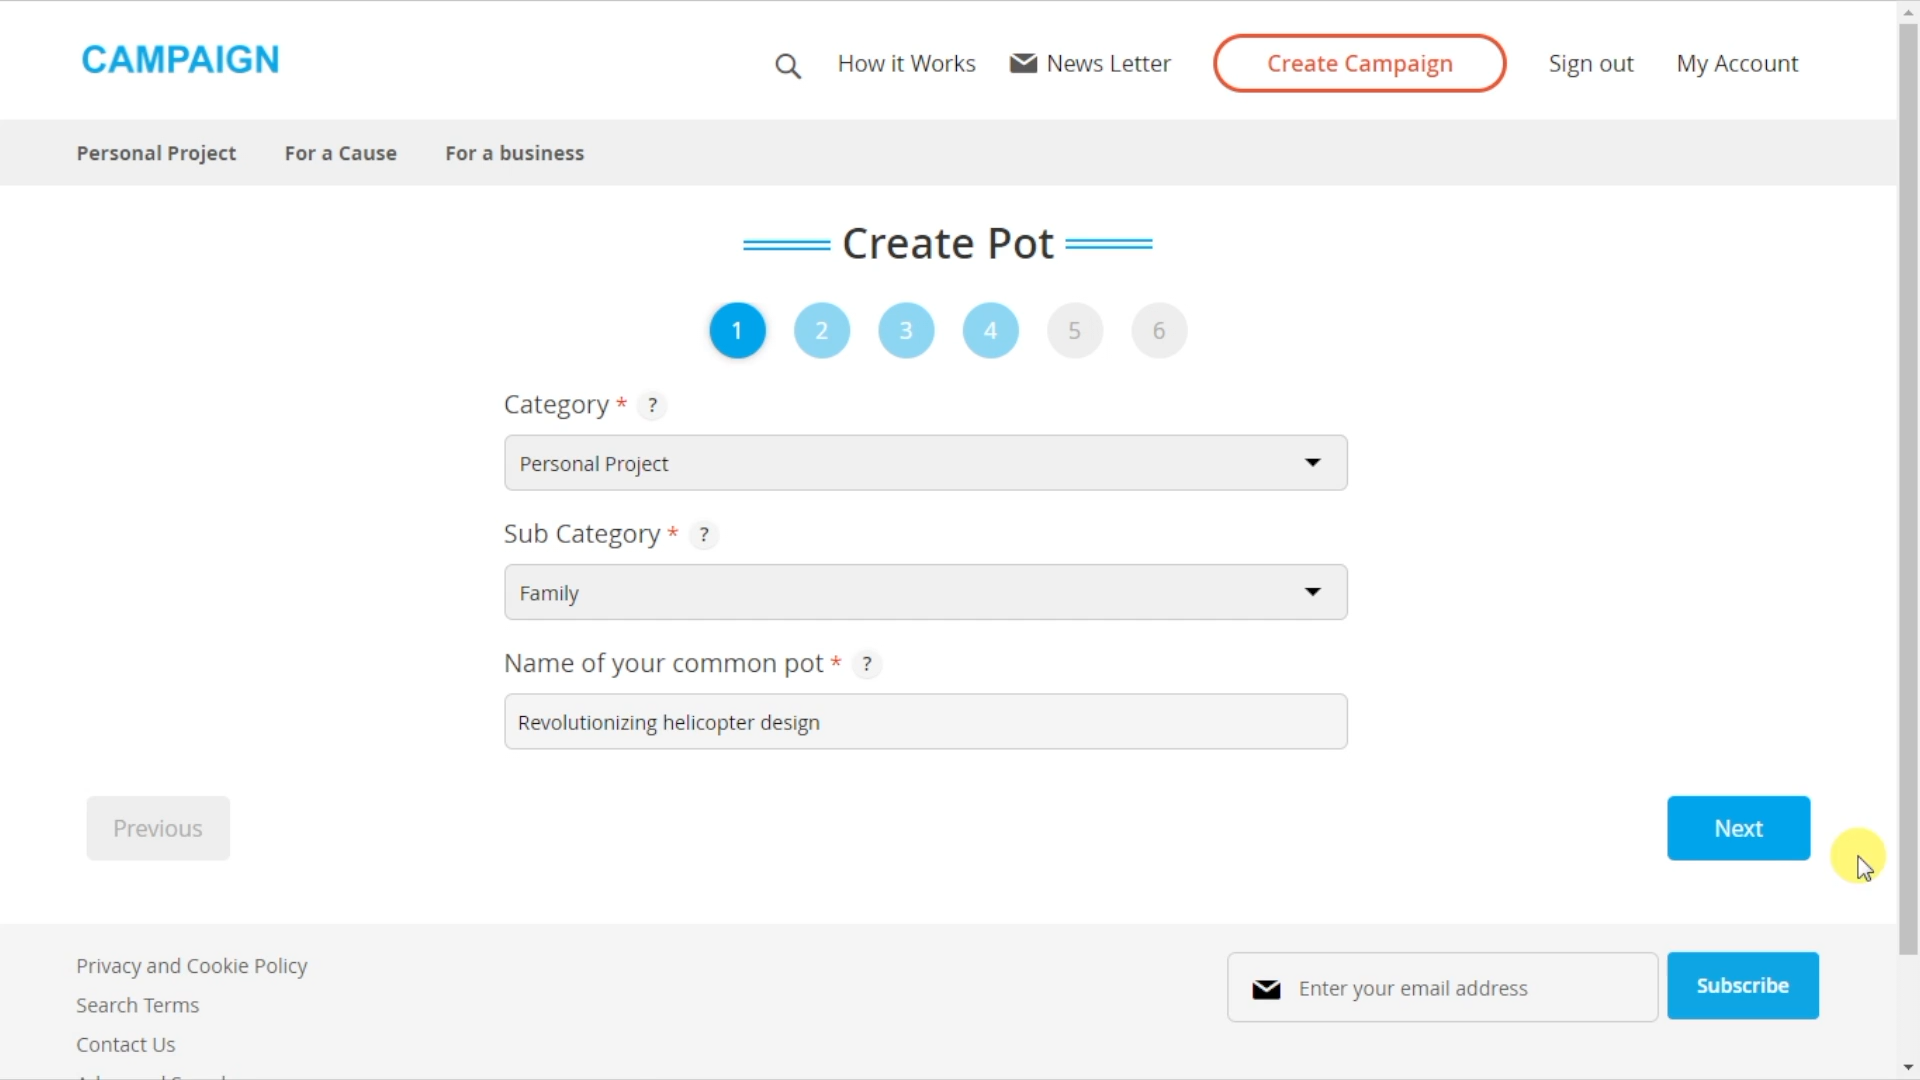 CAMPAIGN
How it Works
News Letter
Create Campaign
Sign out
My Account
Personal Project
For a Cause
For a business
Create Pot
1 2 3 4 5 6
Category * ?
Personal Project
Sub Category * ?
Family
Name of your common pot * ?
Revolutionizing helicopter design
Previous
Next
Privacy and Cookie Policy
Search Terms
Contact Us
Enter your email address
Subscribe